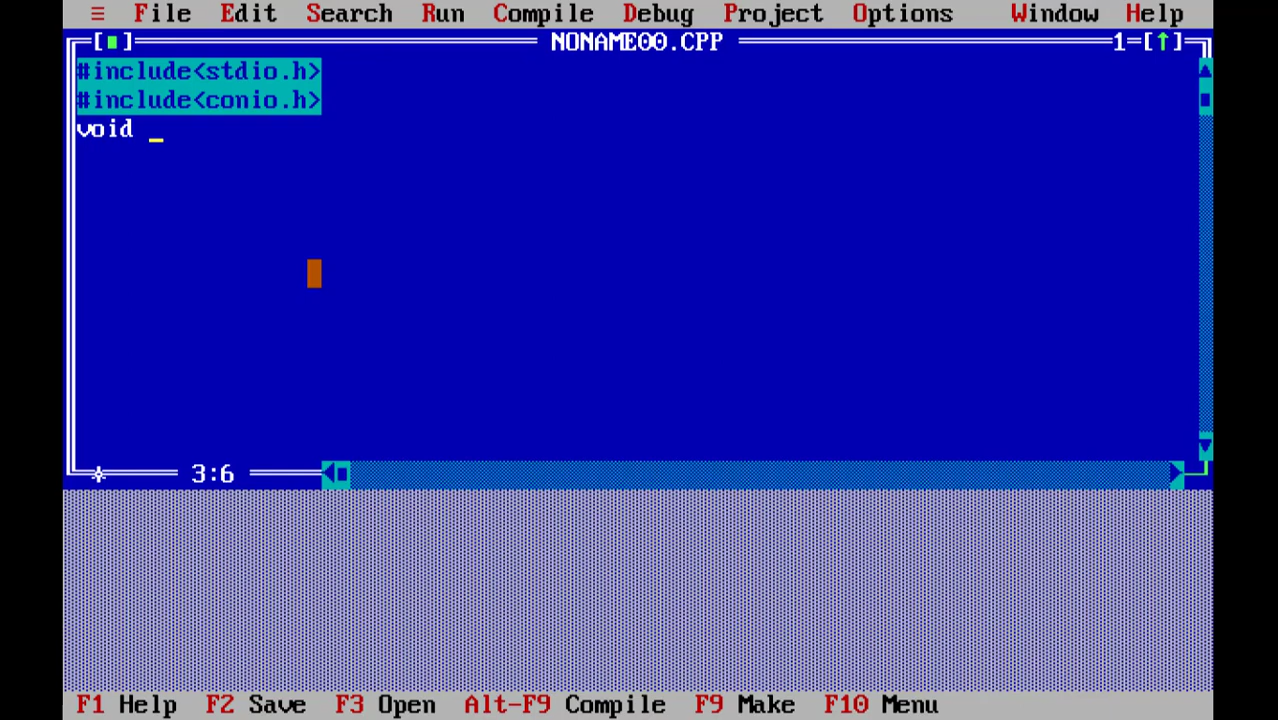 ≡ File Edit Search Run Compile Debug Project Options Window Help
[■] NONAME00.CPP 1=[↑]
#include<stdio.h>
#include<conio.h>
void _
3:6
F1 Help F2 Save F3 Open Alt-F9 Compile F9 Make F10 Menu